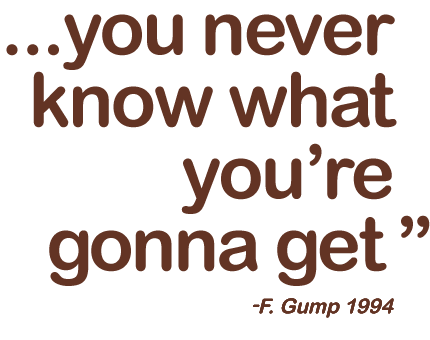 ...you never
know what
you’re
gonna get”
-F. Gump 1994